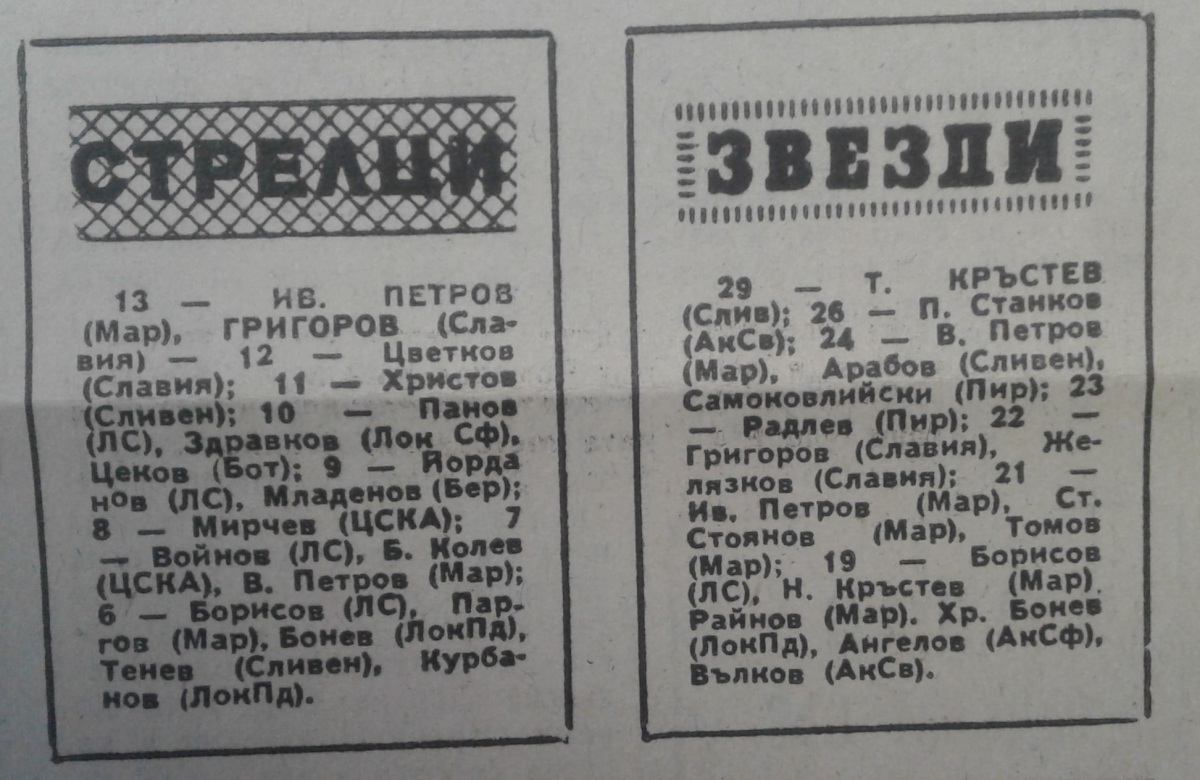 СТРЕЛЦИ
13 — ИВ. ПЕТРОВ
(Мар), ГРИГОРОВ (Сла-
вия) — 12 — Цветков
(Славия); 11 — Христов
(Сливен); 10 — Панов
(ЛС), Здравков (Лок Сф),
Цеков (Бот); 9 — Йорда
нов (ЛС), Младенов (Бер);
8 — Мирчев (ЦСКА); 7
— Войнов (ЛС), Б. Колев
(ЦСКА), В. Петров (Мар);
6 — Борисов (ЛС), Пар-
гов (Мар), Бонев (ЛокПд),
Тенев (Сливен), Курба-
нов (ЛокПд).
ЗВЕЗДИ
29 — Т. КРЪСТЕВ
(Слив); 26 — П. Станков
(АкСв); 24 — В. Петров
(Мар), Арабов (Сливен),
Самоковлийски (Пир); 23
— Радлев (Пир); 22 —
Григоров (Славия), Же-
лязков (Славия); 21 —
Ив. Петров (Мар), Ст.
Стоянов (Мар), Томов
(Мар); 19 — Борисов
(ЛС), Н. Кръстев (Мар).
Райнов (Мар). Хр. Бонев
(ЛокПд), Ангелов (АкСф),
Вълков (АкСв).